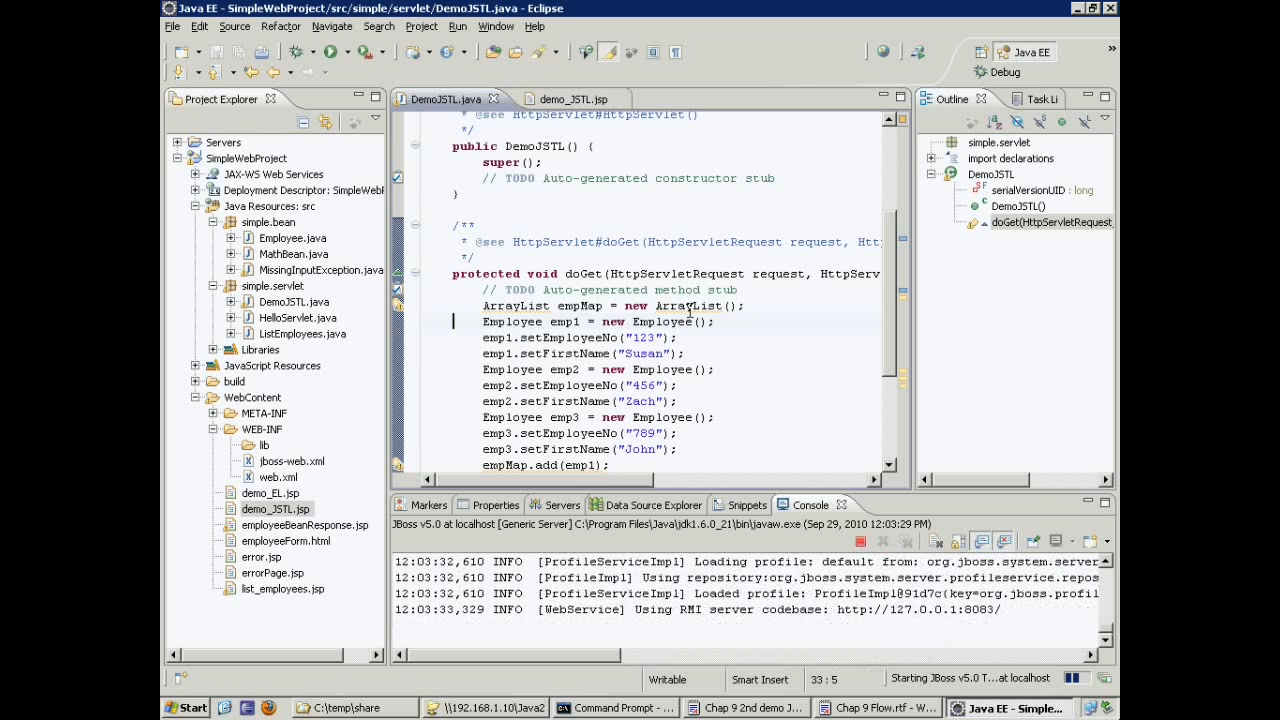 Java EE - SimpleWebProject/src/simple/servlet/DemoJSTL.java - Eclipse
File Edit Source Refactor Navigate Search Project Run Window Help
Java EE
Debug
Project Explorer
Servers
SimpleWebProject
JAX-WS Web Services
Deployment Descriptor: SimpleWebP
Java Resources: src
simple.bean
Employee.java
MathBean.java
MissingInputException.java
simple.servlet
DemoJSTL.java
HelloServlet.java
ListEmployees.java
Libraries
JavaScript Resources
build
WebContent
META-INF
WEB-INF
lib
jboss-web.xml
web.xml
demo_EL.jsp
demo_JSTL.jsp
employeeBeanResponse.jsp
employeeForm.html
error.jsp
errorPage.jsp
list_employees.jsp
DemoJSTL.java demo_JSTL.jsp
* @see HttpServlet#HttpServlet()
*/
public DemoJSTL() {
super();
// TODO Auto-generated constructor stub
}
/**
* @see HttpServlet#doGet(HttpServletRequest request, Htt
*/
protected void doGet(HttpServletRequest request, HttpServ
// TODO Auto-generated method stub
ArrayList empMap = new ArrayList();
Employee emp1 = new Employee();
emp1.setEmployeeNo("123");
emp1.setFirstName("Susan");
Employee emp2 = new Employee();
emp2.setEmployeeNo("456");
emp2.setFirstName("Zach");
Employee emp3 = new Employee();
emp3.setEmployeeNo("789");
emp3.setFirstName("John");
empMap.add(emp1);
Outline Task Li
simple.servlet
import declarations
DemoJSTL
serialVersionUID : long
DemoJSTL()
doGet(HttpServletRequest,
Markers Properties Servers Data Source Explorer Snippets Console
JBoss v5.0 at localhost [Generic Server] C:\Program Files\Java\jdk1.6.0_21\bin\javaw.exe (Sep 29, 2010 12:03:29 PM)
12:03:32,610 INFO [ProfileServiceImpl] Loading profile: default from: org.jboss.system.server
12:03:32,610 INFO [ProfileImpl] Using repository:org.jboss.system.server.profileservice.repos
12:03:32,610 INFO [ProfileServiceImpl] Loaded profile: ProfileImpl@91d7c{key=org.jboss.profil
12:03:33,329 INFO [WebService] Using RMI server codebase: http://127.0.0.1:8083/
Writable Smart Insert 33 : 5 Starting JBoss v5.0 T...at localhost
Start C:\temp\share \\192.168.1.10\Java2 Command Prompt - ... Chap 9 2nd demo J... Chap 9 Flow.rtf - W... Java EE - Simple...